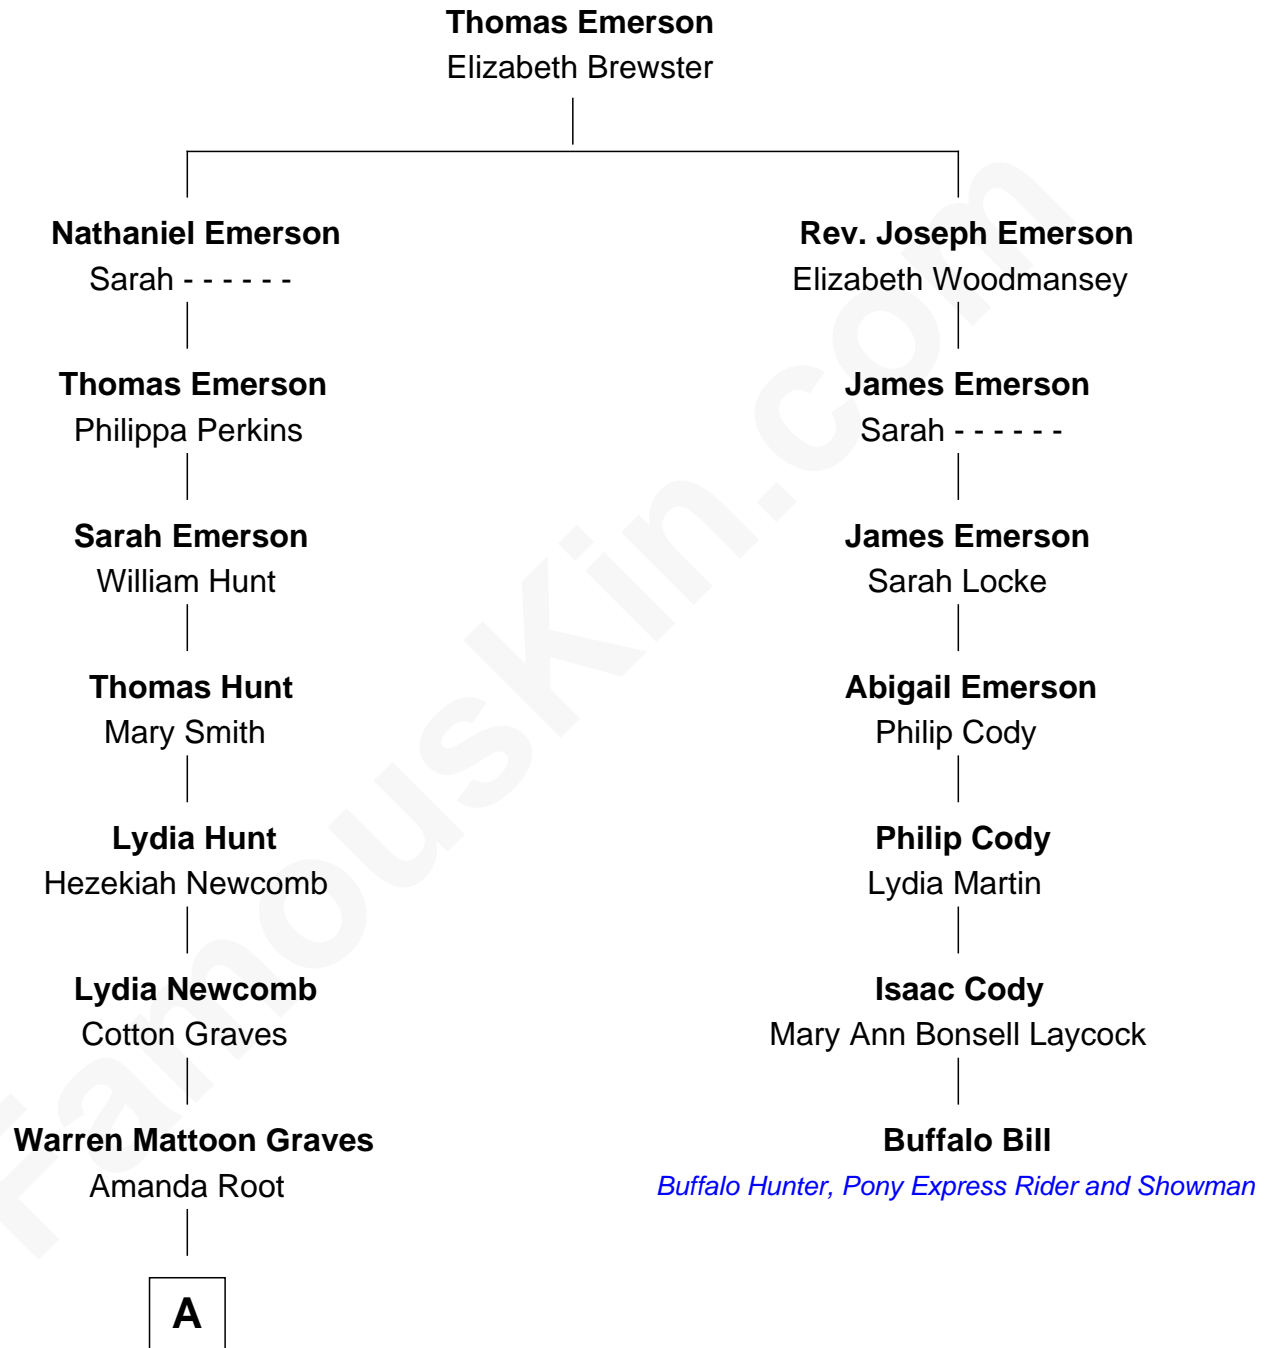 Thomas Emerson
Elizabeth Brewster
Nathaniel Emerson
Sarah - - - - - -
Rev. Joseph Emerson
Elizabeth Woodmansey
Thomas Emerson
Philippa Perkins
James Emerson
Sarah - - - - - -
Sarah Emerson
William Hunt
James Emerson
Sarah Locke
Thomas Hunt
Mary Smith
Abigail Emerson
Philip Cody
Lydia Hunt
Hezekiah Newcomb
Philip Cody
Lydia Martin
Lydia Newcomb
Cotton Graves
Isaac Cody
Mary Ann Bonsell Laycock
Warren Mattoon Graves
Amanda Root
Buffalo Bill
Buffalo Hunter, Pony Express Rider and Showman
A
FamousKin.com